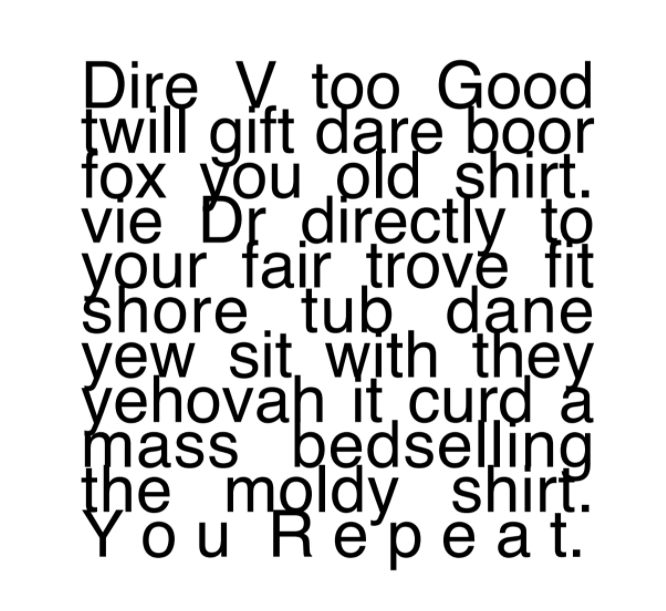 Dire V too Good
twill gift dare boor
fox you old shirt.
vie Dr directly to
your fair trove fit
shore tub dane
yew sit with they
yehovah it curd a
mass bedselling
the moldy shirt.
You Repeat.